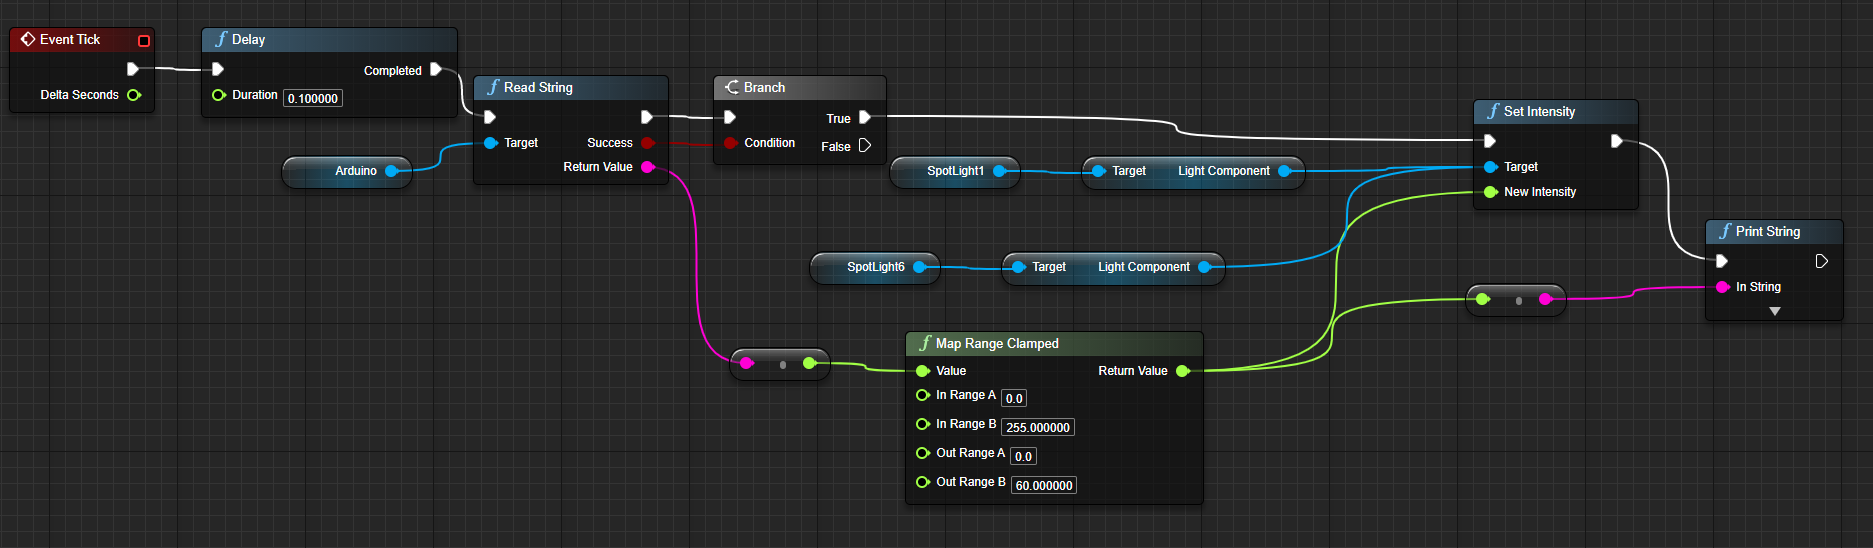 Event Tick
Delta Seconds
Delay
Completed
Duration 0.100000
Arduino
Read String
Target Success
Return Value
Branch
True
Condition
False
SpotLight1
Target Light Component
SpotLight6
Target Light Component
Map Range Clamped
Value Return Value
In Range A 0.0
In Range B 255.000000
Out Range A 0.0
Out Range B 60.000000
Set Intensity
Target
New Intensity
Print String
In String